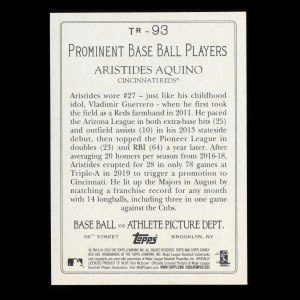 TR-93
PROMINENT BASE BALL PLAYERS
ARISTIDES AQUINO
CINCINNATI REDS®
Aristides wore #27 – just like his childhood
idol, Vladimir Guerrero - when he first took
the field as a Reds farmhand in 2011. He paced
the Arizona League in both extra-base hits (25)
and outfield assists (10) in his 2013 stateside
debut, then topped the Pioneer League in
doubles (23) and RBI (64) a year later. After
averaging 20 homers per season from 2016-18,
Aristides erupted for 28 in only 78 games at
Triple-A in 2019 to trigger a promotion to
Cincinnati. He lit up the Majors in August by
matching a franchise record for any month
with 14 longballs, including three in one game
against the Cubs.
BASE BALL AND ATHLETE PICTURE DEPT.
36TH STREET
Topps
BROOKLYN, NY